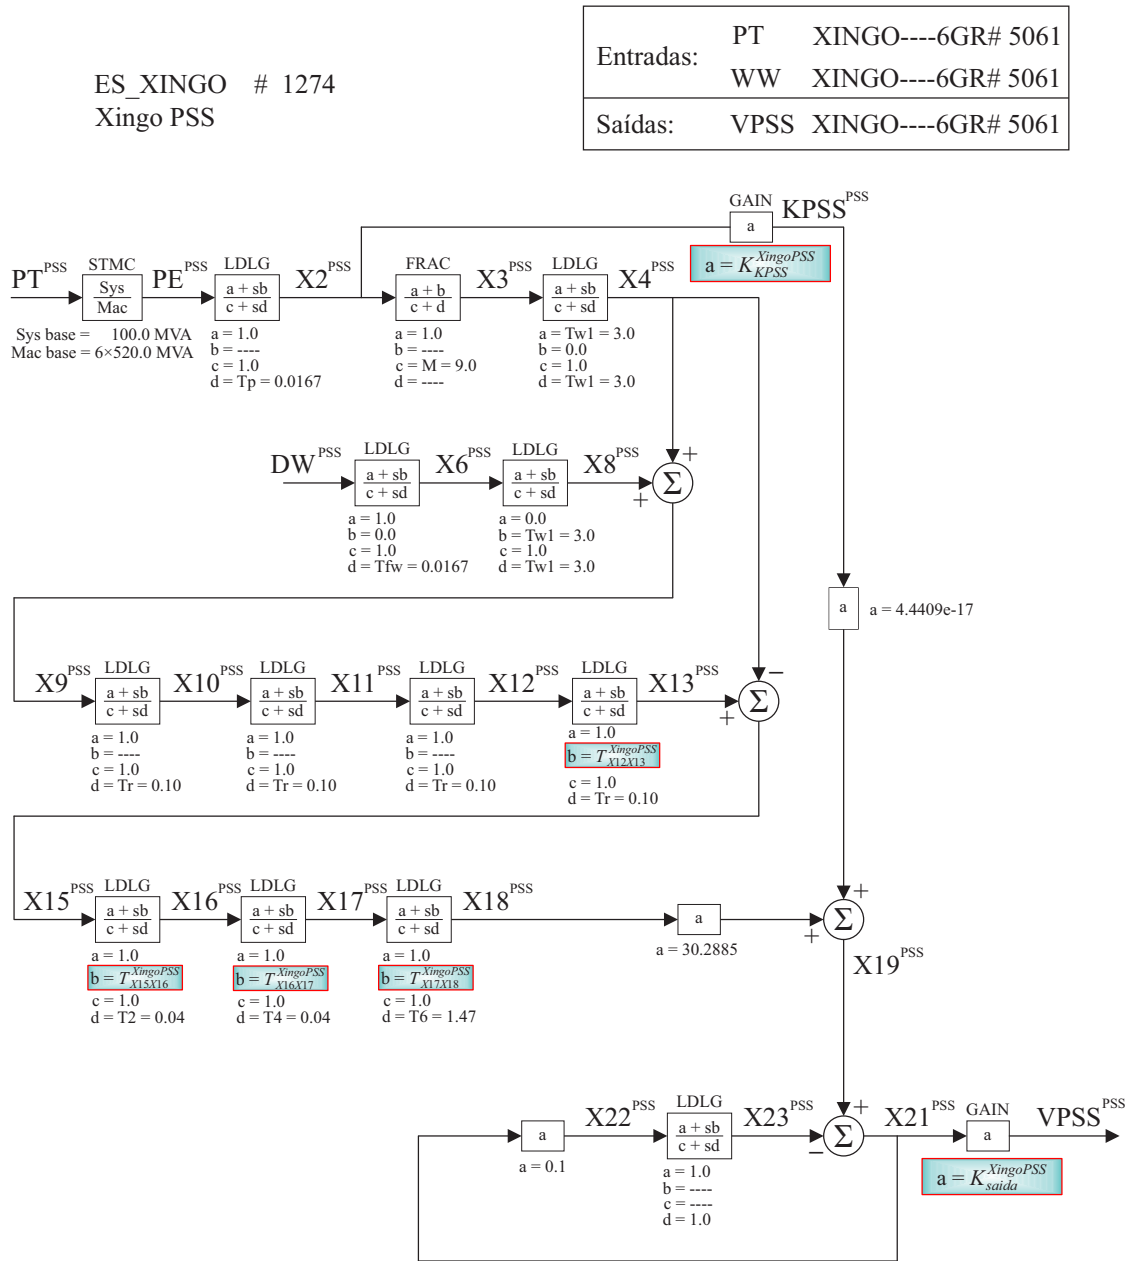 ES_XINGO # 1274
Xingo PSS
Entradas: PT XINGO----6GR# 5061
WW XINGO----6GR# 5061
Saídas: VPSS XINGO----6GR# 5061
GAIN KPSS^PSS
a
a = K_KPSS^XingoPSS
PT^PSS STMC PE^PSS LDLG X2^PSS FRAC X3^PSS LDLG X4^PSS
Sys a + sb a + b a + sb
Mac c + sd c + d c + sd
Sys base = 100.0 MVA
Mac base = 6×520.0 MVA
a = 1.0
b = ----
c = 1.0
d = Tp = 0.0167
a = 1.0
b = ----
c = M = 9.0
d = ----
a = Tw1 = 3.0
b = 0.0
c = 1.0
d = Tw1 = 3.0
DW^PSS LDLG X6^PSS LDLG X8^PSS +
a + sb a + sb Σ
c + sd c + sd +
a = 1.0
b = 0.0
c = 1.0
d = Tfw = 0.0167
a = 0.0
b = Tw1 = 3.0
c = 1.0
d = Tw1 = 3.0
a a = 4.4409e-17
X9^PSS LDLG X10^PSS LDLG X11^PSS LDLG X12^PSS LDLG X13^PSS −
a + sb a + sb a + sb a + sb Σ
c + sd c + sd c + sd c + sd +
a = 1.0
b = ----
c = 1.0
d = Tr = 0.10
a = 1.0
b = ----
c = 1.0
d = Tr = 0.10
a = 1.0
b = ----
c = 1.0
d = Tr = 0.10
a = 1.0
b = T_X12X13^XingoPSS
c = 1.0
d = Tr = 0.10
X15^PSS LDLG X16^PSS LDLG X17^PSS LDLG X18^PSS +
a + sb a + sb a + sb a Σ
c + sd c + sd c + sd +
a = 1.0
b = T_X15X16^XingoPSS
c = 1.0
d = T2 = 0.04
a = 1.0
b = T_X16X17^XingoPSS
c = 1.0
d = T4 = 0.04
a = 1.0
b = T_X17X18^XingoPSS
c = 1.0
d = T6 = 1.47
a = 30.2885
X19^PSS
X22^PSS LDLG X23^PSS + X21^PSS GAIN VPSS^PSS
a a + sb Σ a
c + sd −
a = 0.1
a = 1.0
b = ----
c = ----
d = 1.0
a = K_saida^XingoPSS